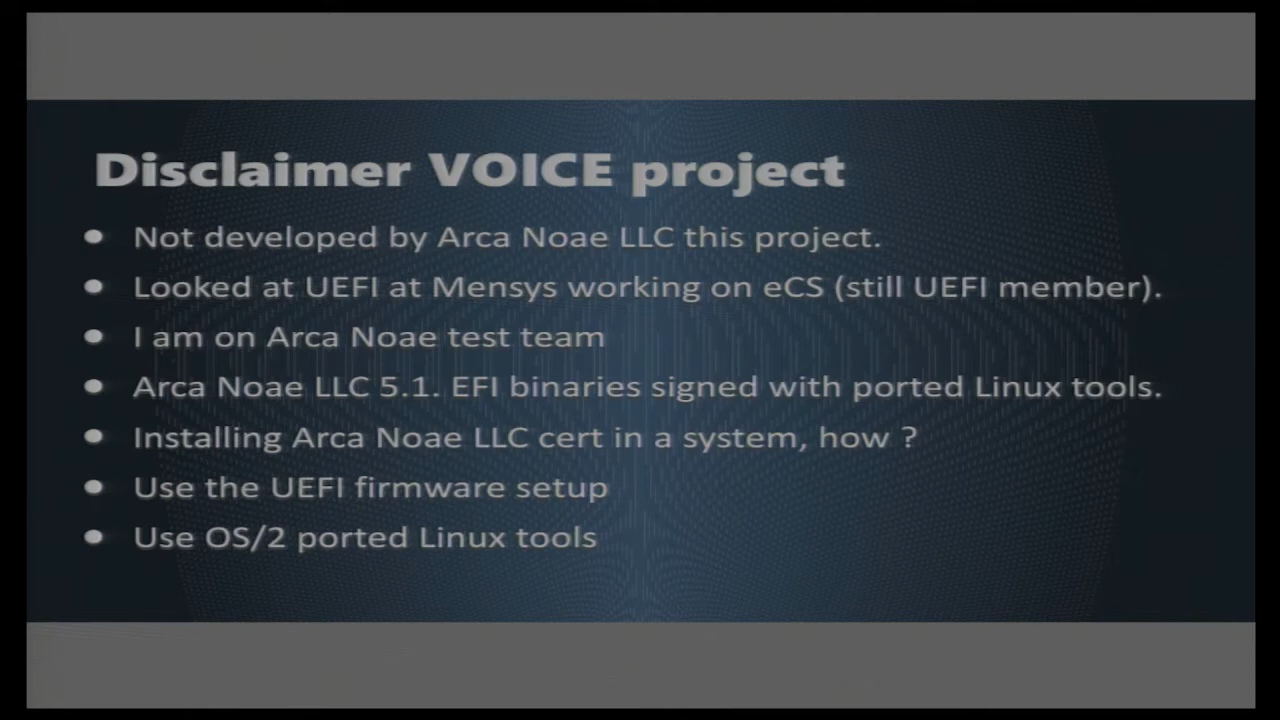 Disclaimer VOICE project
• Not developed by Arca Noae LLC this project.
• Looked at UEFI at Mensys working on eCS (still UEFI member).
• I am on Arca Noae test team
• Arca Noae LLC 5.1. EFI binaries signed with ported Linux tools.
• Installing Arca Noae LLC cert in a system, how ?
• Use the UEFI firmware setup
• Use OS/2 ported Linux tools